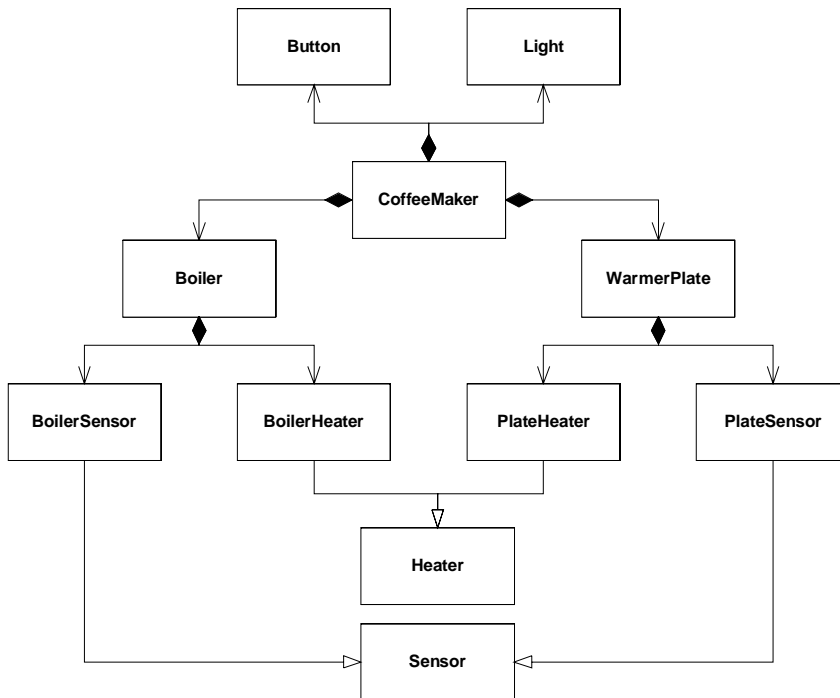 Button
Light
CoffeeMaker
Boiler
WarmerPlate
BoilerSensor
BoilerHeater
PlateHeater
PlateSensor
Heater
Sensor